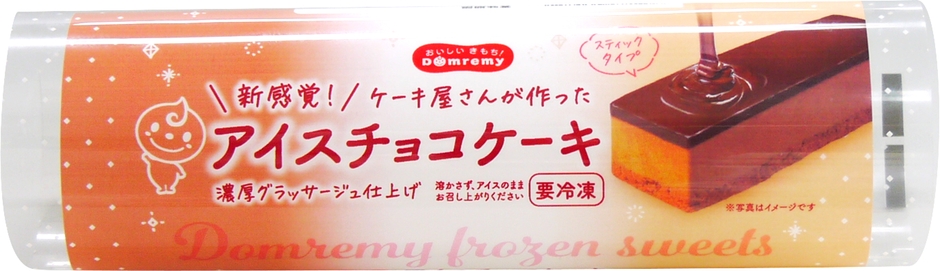 おいしい きもち!
Domremy
スティック
タイプ
新感覚! ケーキ屋さんが作った
アイスチョコケーキ
濃厚グラッサージュ仕上げ
溶かさず、アイスのまま
お召し上がりください
要冷凍
※写真はイメージです
Domremy frozen sweets